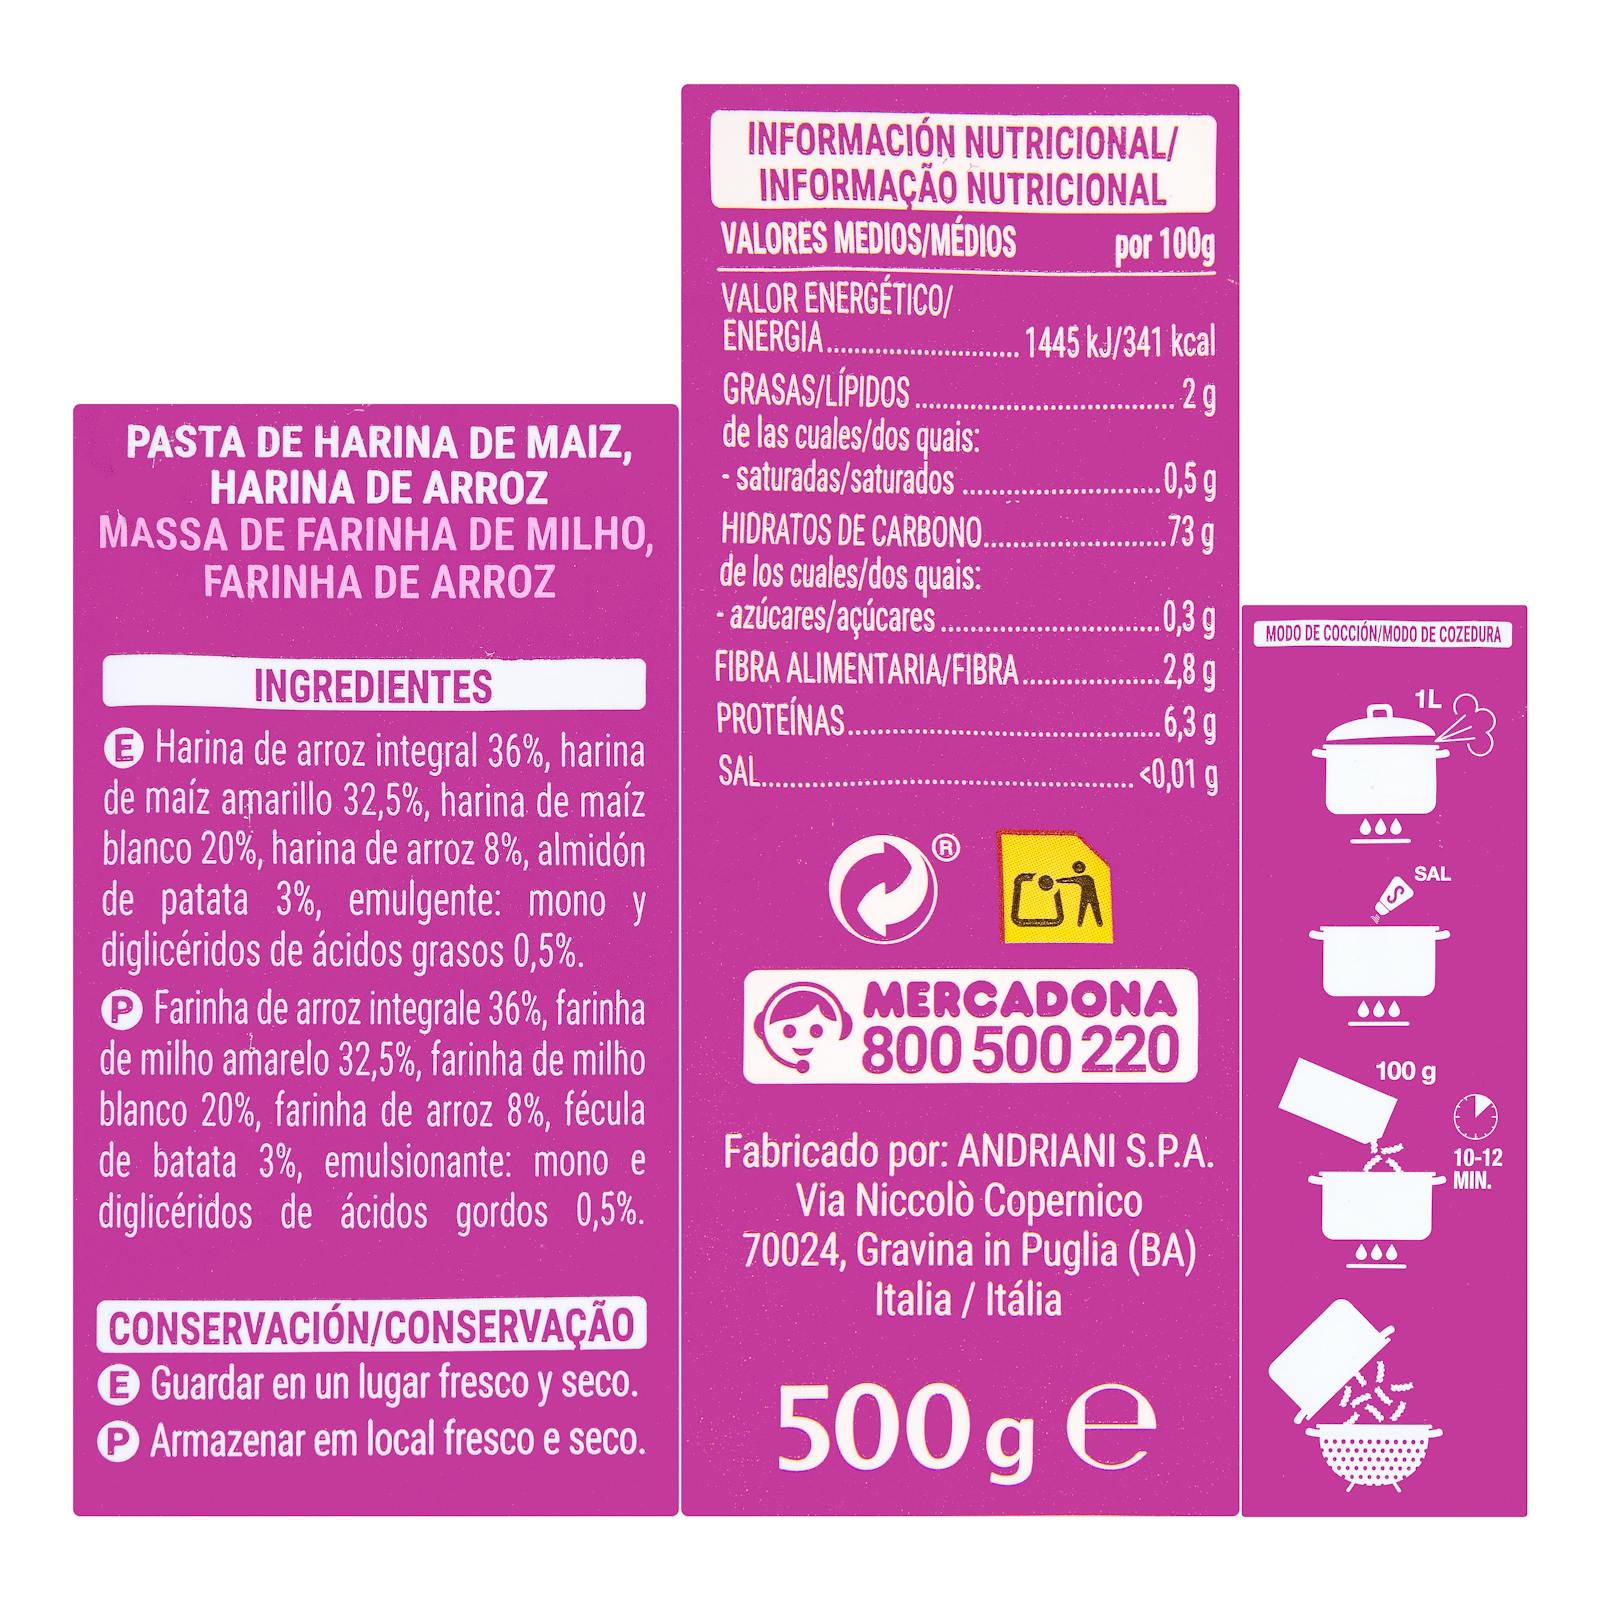 PASTA DE HARINA DE MAIZ,
HARINA DE ARROZ
MASSA DE FARINHA DE MILHO,
FARINHA DE ARROZ
INGREDIENTES
E Harina de arroz integral 36%, harina
de maíz amarillo 32,5%, harina de maíz
blanco 20%, harina de arroz 8%, almidón
de patata 3%, emulgente: mono y
diglicéridos de ácidos grasos 0,5%.
P Farinha de arroz integrale 36%, farinha
de milho amarelo 32,5%, farinha de milho
blanco 20%, farinha de arroz 8%, fécula
de batata 3%, emulsionante: mono e
diglicéridos de ácidos gordos 0,5%.
CONSERVACIÓN/CONSERVAÇÃO
E Guardar en un lugar fresco y seco.
P Armazenar em local fresco e seco.
INFORMACIÓN NUTRICIONAL/
INFORMAÇÃO NUTRICIONAL
VALORES MEDIOS/MÉDIOS por 100g
VALOR ENERGÉTICO/
ENERGIA 1445 kJ/341 kcal
GRASAS/LÍPIDOS 2 g
de las cuales/dos quais:
- saturadas/saturados 0,5 g
HIDRATOS DE CARBONO 73 g
de los cuales/dos quais:
- azúcares/açúcares 0,3 g
FIBRA ALIMENTARIA/FIBRA 2,8 g
PROTEÍNAS 6,3 g
SAL <0,01 g
®
MERCADONA
800 500 220
Fabricado por: ANDRIANI S.P.A.
Via Niccolò Copernico
70024, Gravina in Puglia (BA)
Italia / Itália
500 g e
MODO DE COCCIÓN/MODO DE COZEDURA
1L
SAL
S
100 g
10-12
MIN.